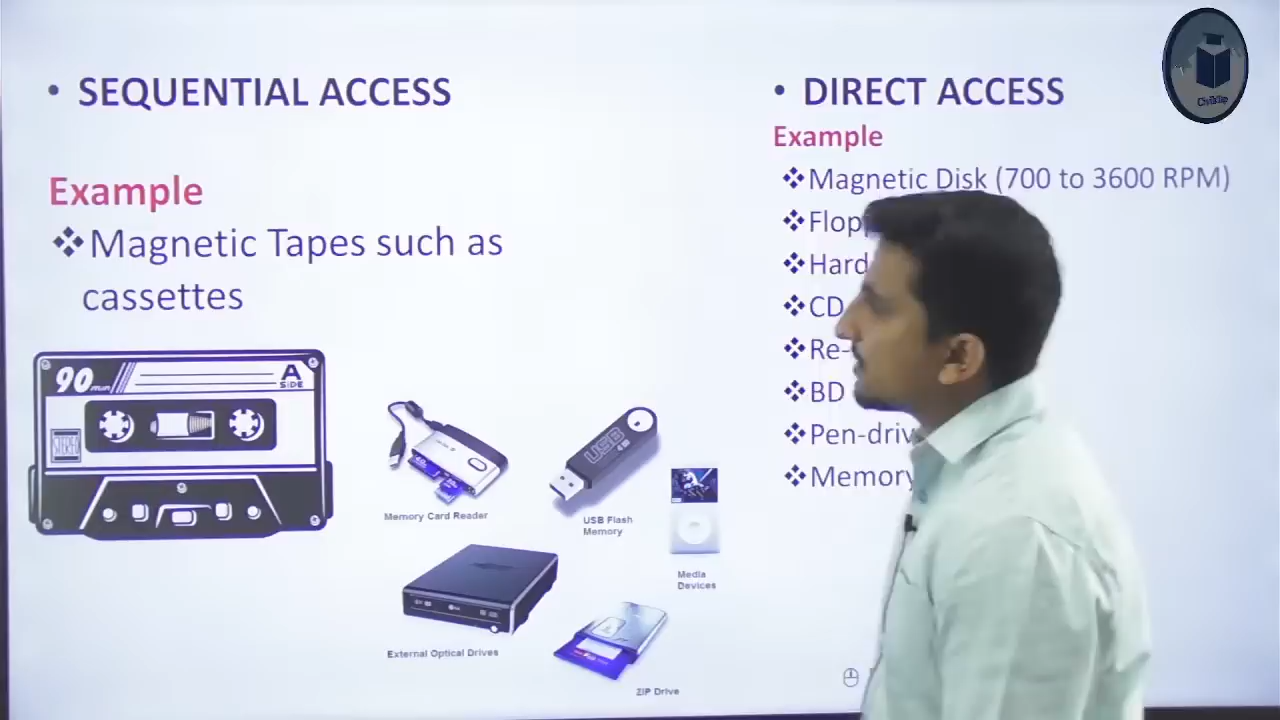 • SEQUENTIAL ACCESS
Example
❖Magnetic Tapes such as
cassettes
90 min
A
SIDE
STEREO
Memory Card Reader
USB
USB Flash
Memory
Media
Devices
External Optical Drives
ZIP Drive
• DIRECT ACCESS
Example
❖Magnetic Disk (700 to 3600 RPM)
❖Flop
❖Hard
❖CD
❖Re-
❖BD
❖Pen-driv
❖Memory